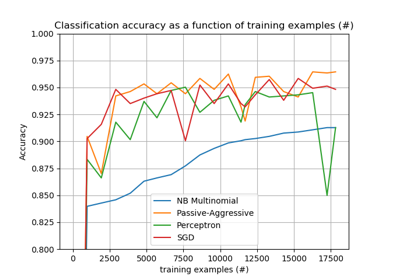 Classification accuracy as a function of training examples (#)
1.000
0.975
0.950
0.925
0.900
0.875
0.850
0.825
0.800
Accuracy
NB Multinomial
Passive-Aggressive
Perceptron
SGD
0 2500 5000 7500 10000 12500 15000 17500
training examples (#)